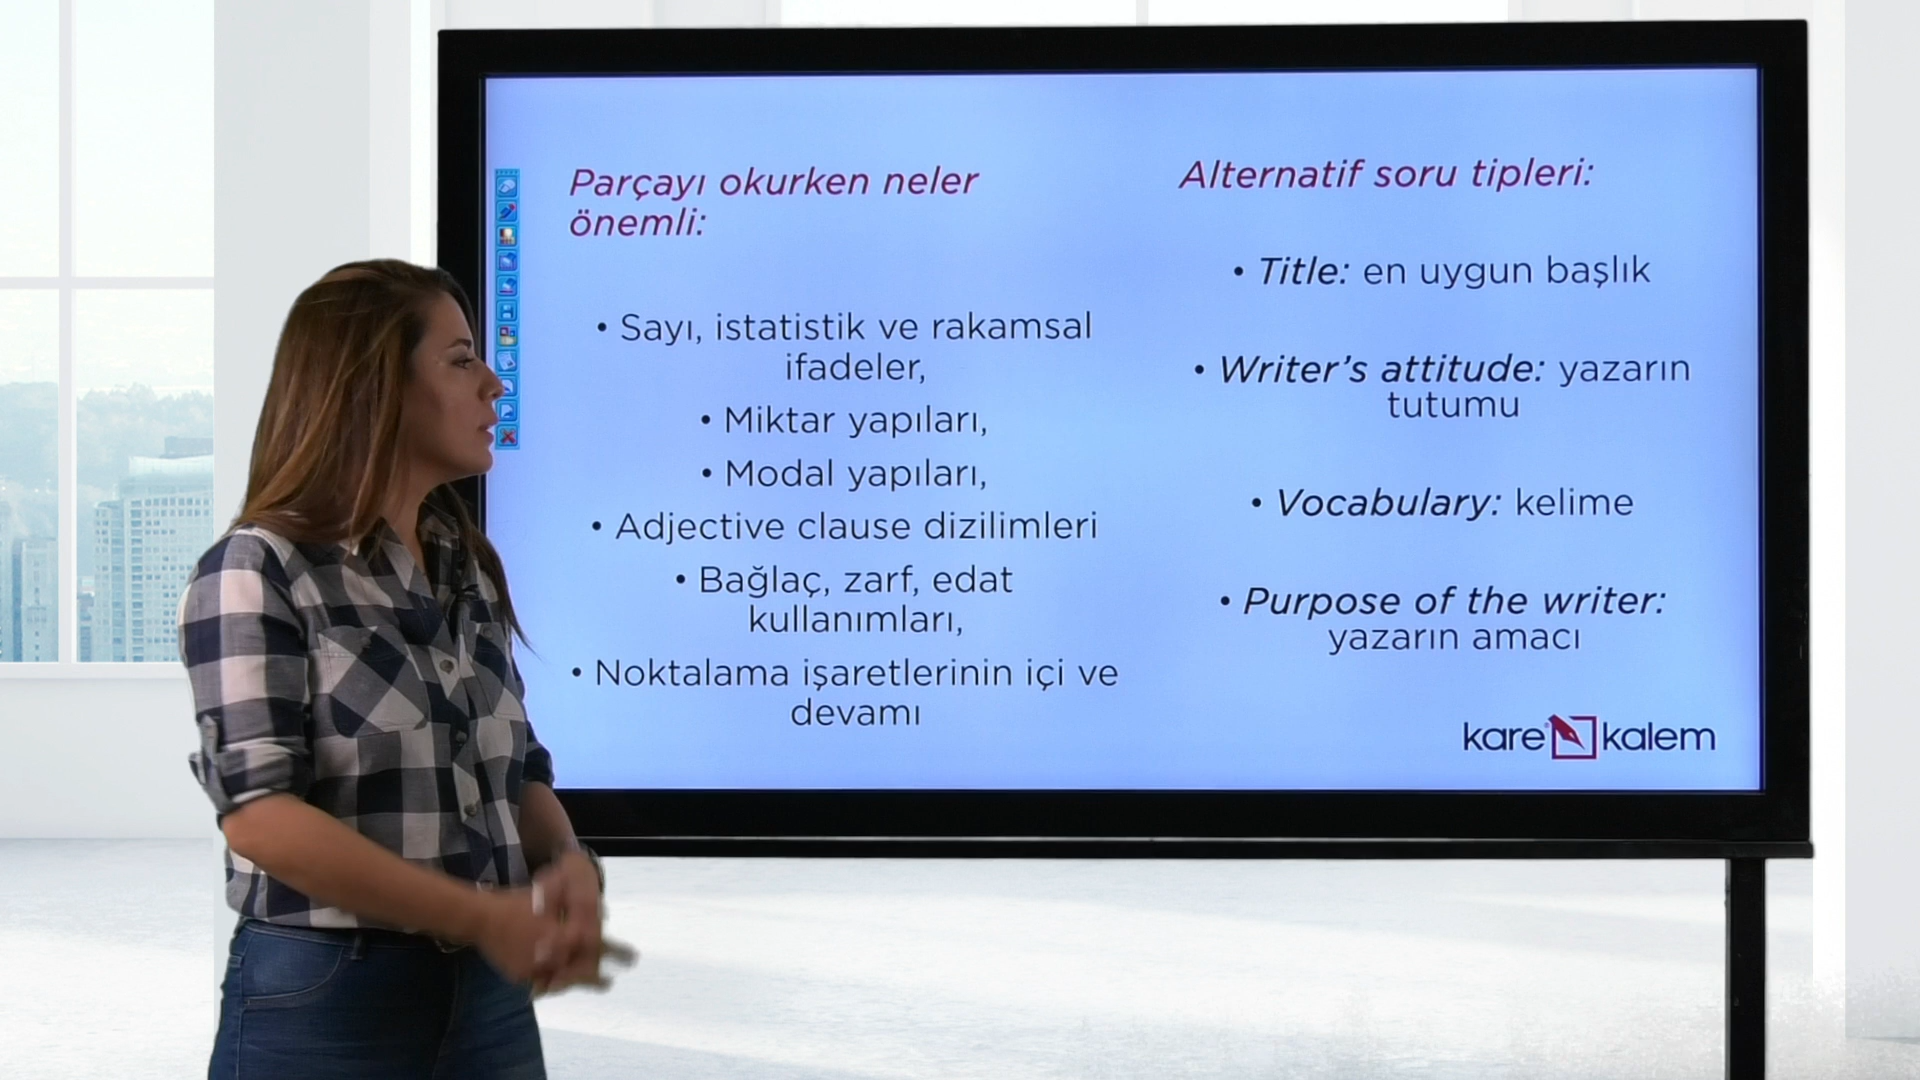 Parçayı okurken neler
önemli:
• Sayı, istatistik ve rakamsal
ifadeler,
• Miktar yapıları,
• Modal yapıları,
• Adjective clause dizilimleri
• Bağlaç, zarf, edat
kullanımları,
• Noktalama işaretlerinin içi ve
devamı
Alternatif soru tipleri:
• Title: en uygun başlık
• Writer's attitude: yazarın
tutumu
• Vocabulary: kelime
• Purpose of the writer:
yazarın amacı
kare kalem